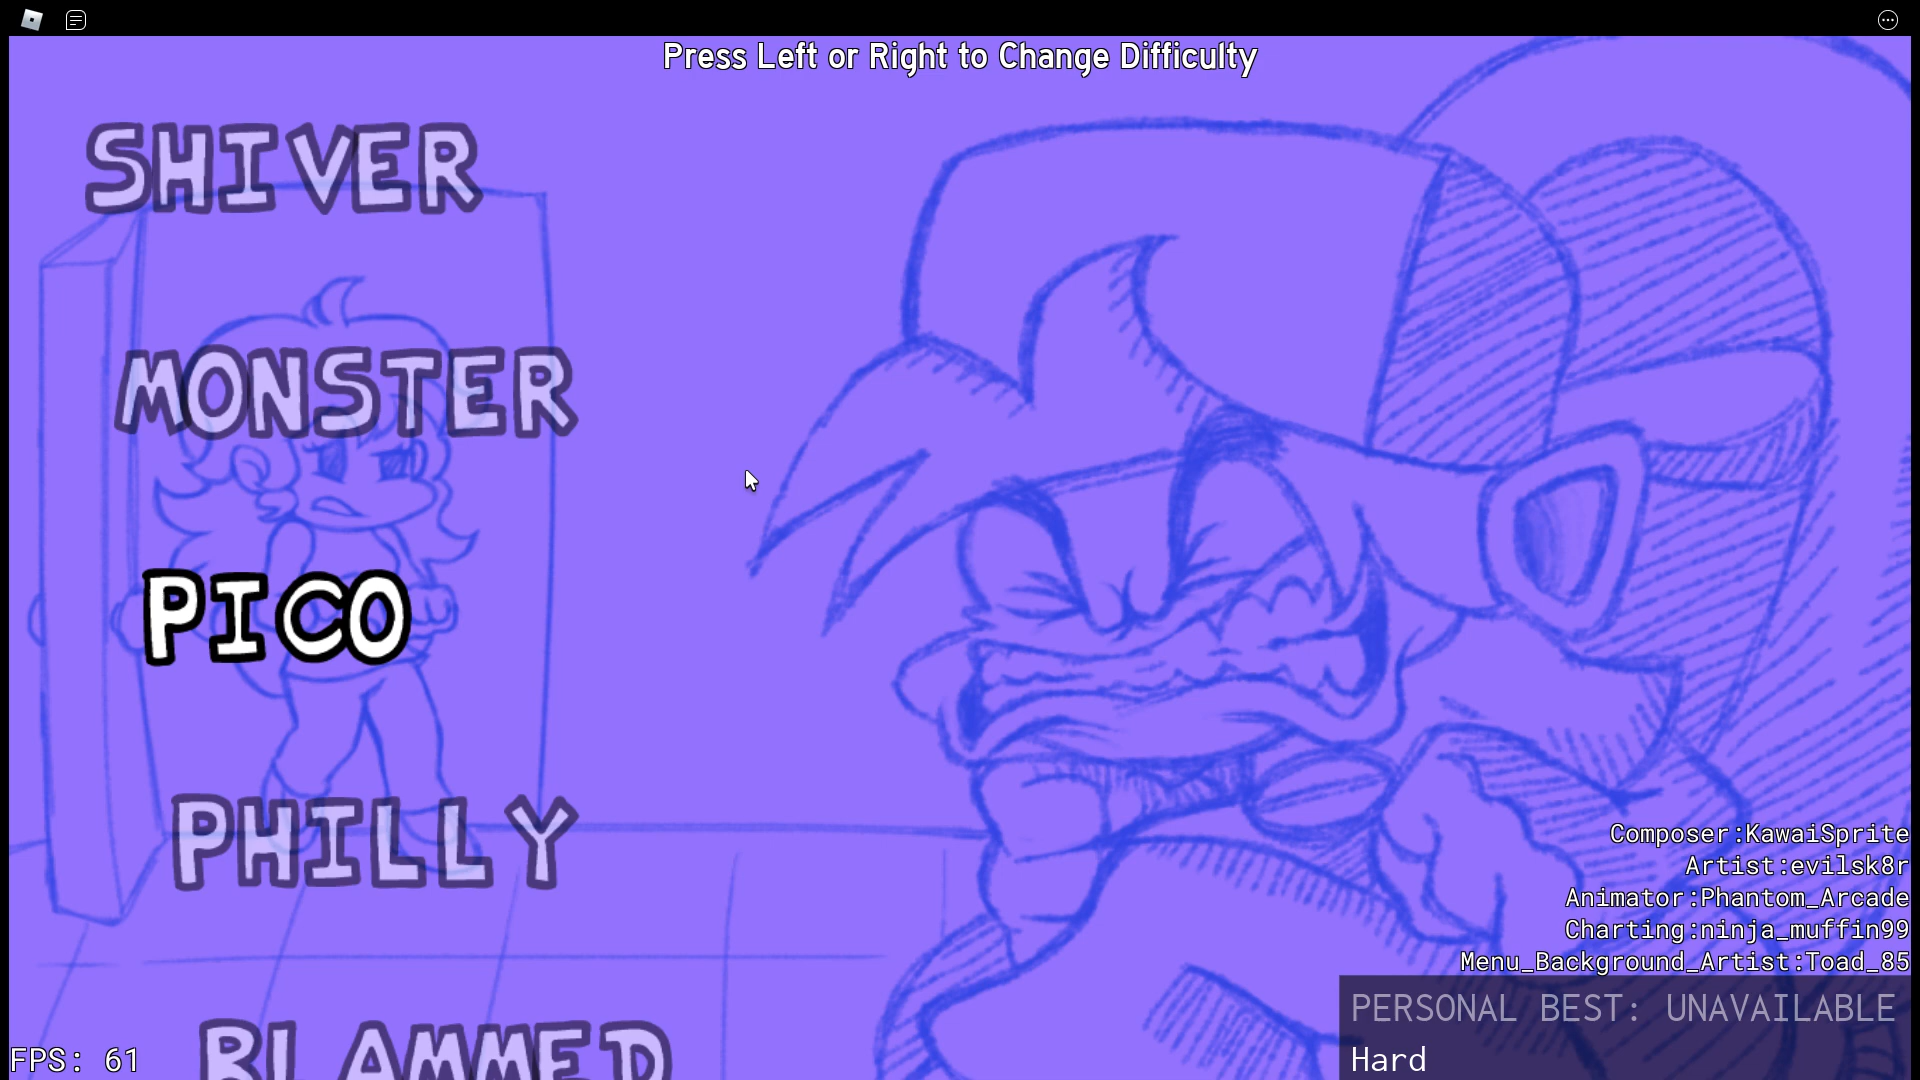 Press Left or Right to Change Difficulty
SHIVER
MONSTER
PICO
PHILLY
BLAMMED
Composer:KawaiSprite
Artist:evilsk8r
Animator:Phantom_Arcade
Charting:ninja_muffin99
Menu_Background_Artist:Toad_85
PERSONAL BEST: UNAVAILABLE
Hard
FPS: 61